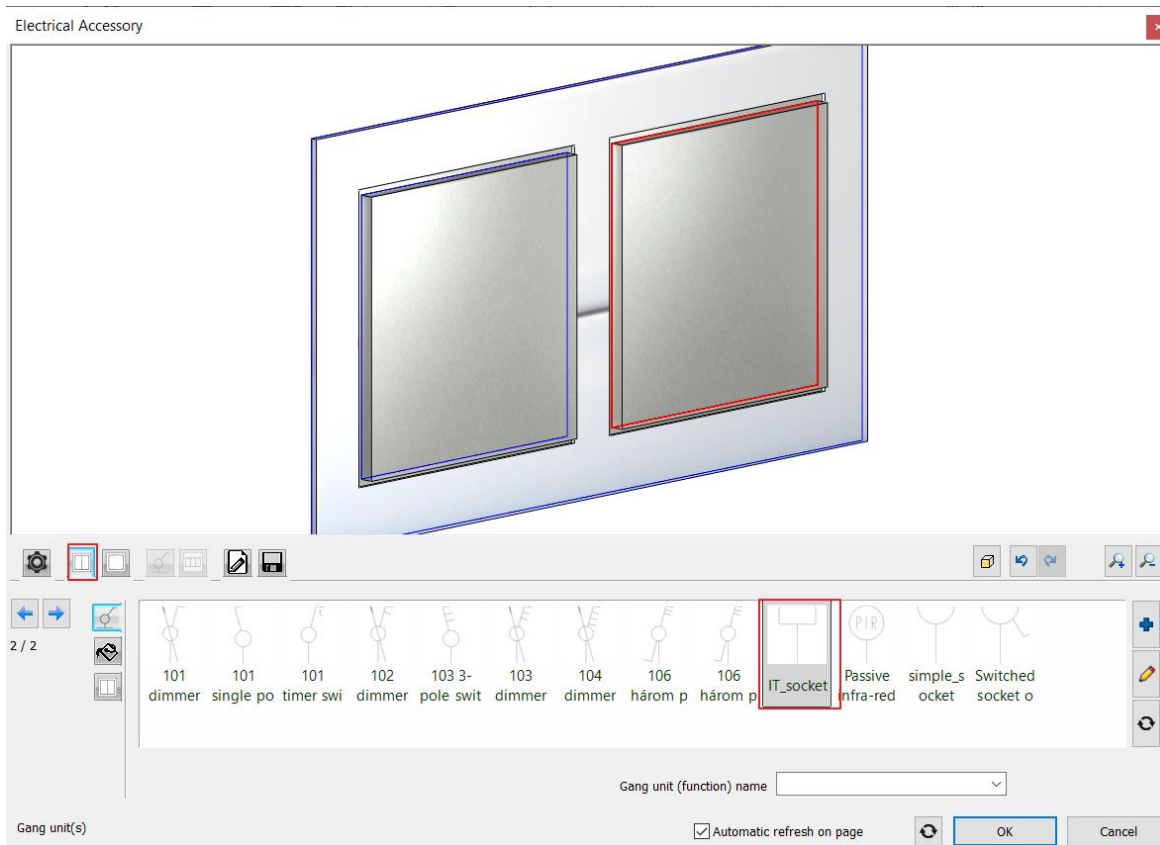 Electrical Accessory
2 / 2
101 dimmer
101 single po
101 timer swi
102 dimmer
103 3-pole swit
103 dimmer
104 dimmer
106 három p
106 három p
IT_socket
PIR
Passive infra-red
simple_socket
Switched socket o
Gang unit (function) name
Gang unit(s)
Automatic refresh on page
OK
Cancel